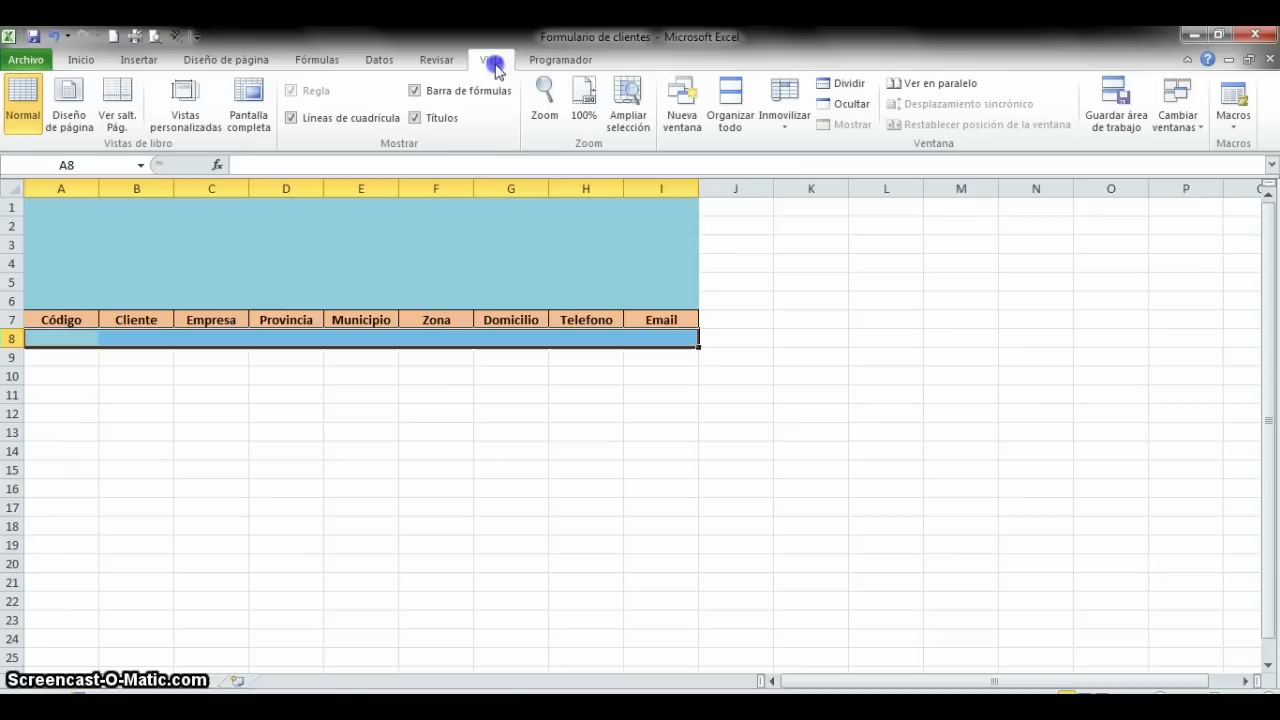 Formulario de clientes - Microsoft Excel
Archivo Inicio Insertar Diseño de página Fórmulas Datos Revisar Vista Programador
Normal Diseño de página Ver salt. Pág. Vistas personalizadas Pantalla completa
Vistas de libro
Regla Barra de fórmulas
Líneas de cuadrícula Títulos
Mostrar
Zoom 100% Ampliar selección
Zoom
Nueva ventana Organizar todo Inmovilizar
Dividir
Ocultar
Mostrar
Ver en paralelo
Desplazamiento sincrónico
Restablecer posición de la ventana
Guardar área de trabajo Cambiar ventanas
Ventana
Macros
Macros
A8 fx
A B C D E F G H I J K L M N O P
1
2
3
4
5
6
7 Código Cliente Empresa Provincia Municipio Zona Domicilio Telefono Email
8
9
10
11
12
13
14
15
16
17
18
19
20
21
22
23
24
25
Screencast-O-Matic.com